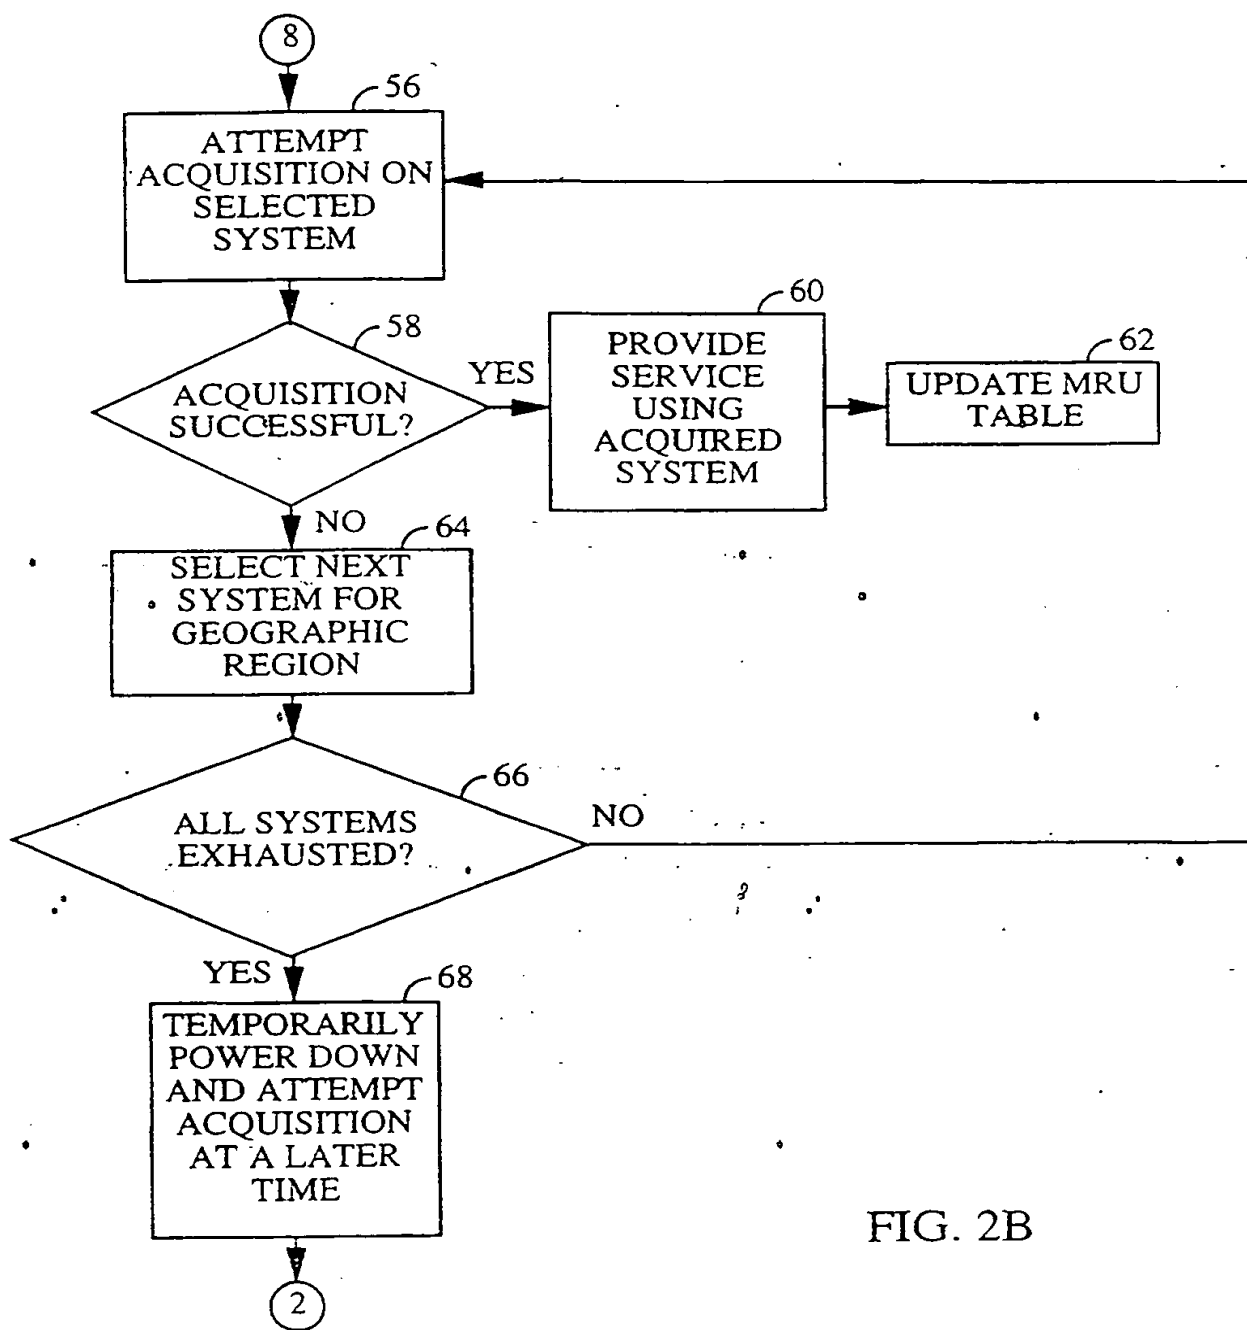 8
56
ATTEMPT
ACQUISITION ON
SELECTED
SYSTEM
58
ACQUISITION
SUCCESSFUL?
YES
60
PROVIDE
SERVICE
USING
ACQUIRED
SYSTEM
62
UPDATE MRU
TABLE
NO
64
SELECT NEXT
SYSTEM FOR
GEOGRAPHIC
REGION
66
ALL SYSTEMS
EXHAUSTED?
NO
YES
68
TEMPORARILY
POWER DOWN
AND ATTEMPT
ACQUISITION
AT A LATER
TIME
2
FIG. 2B